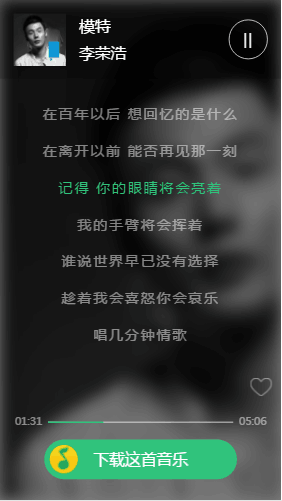 模特
李荣浩
在百年以后 想回忆的是什么
在离开以前 能否再见那一刻
记得 你的眼睛将会亮着
我的手臂将会挥着
谁说世界早已没有选择
趁着我会喜怒你会哀乐
唱几分钟情歌
01:31 05:06
下载这首音乐